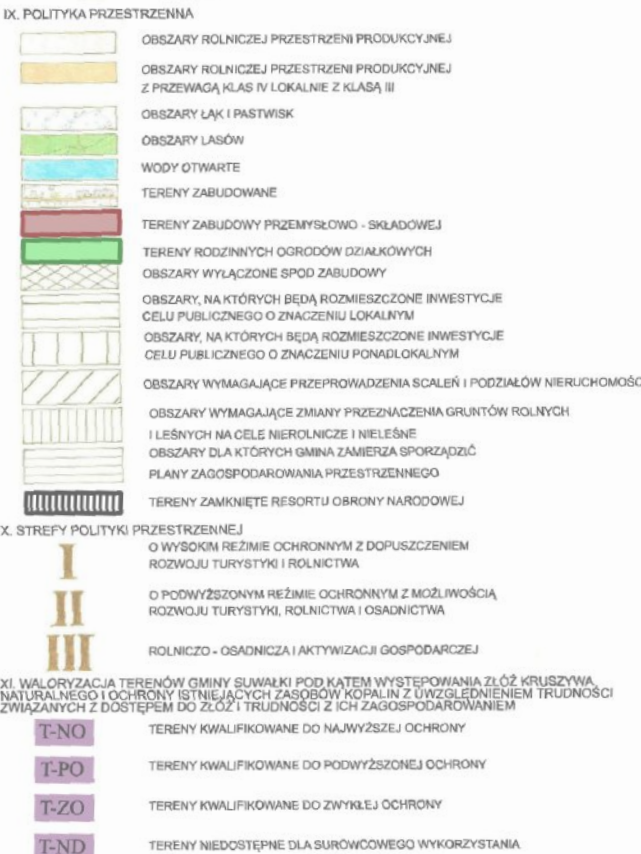 IX. POLITYKA PRZESTRZENNA
OBSZARY ROLNICZEJ PRZESTRZENI PRODUKCYJNEJ
OBSZARY ROLNICZEJ PRZESTRZENI PRODUKCYJNEJ
Z PRZEWAGĄ KLAS IV LOKALNIE Z KLASĄ III
OBSZARY ŁĄK I PASTWISK
OBSZARY LASÓW
WODY OTWARTE
TERENY ZABUDOWANE
TERENY ZABUDOWY PRZEMYSŁOWO - SKŁADOWEJ
TERENY RODZINNYCH OGRODÓW DZIAŁKOWYCH
OBSZARY WYŁĄCZONE SPOD ZABUDOWY
OBSZARY, NA KTÓRYCH BĘDĄ ROZMIESZCZONE INWESTYCJE
CELU PUBLICZNEGO O ZNACZENIU LOKALNYM
OBSZARY, NA KTÓRYCH BĘDĄ ROZMIESZCZONE INWESTYCJE
CELU PUBLICZNEGO O ZNACZENIU PONADLOKALNYM
OBSZARY WYMAGAJĄCE PRZEPROWADZENIA SCALEŃ I PODZIAŁÓW NIERUCHOMOŚC
OBSZARY WYMAGAJĄCE ZMIANY PRZEZNACZENIA GRUNTÓW ROLNYCH
I LEŚNYCH NA CELE NIEROLNICZE I NIELEŚNE
OBSZARY DLA KTÓRYCH GMINA ZAMIERZA SPORZĄDZIĆ
PLANY ZAGOSPODAROWANIA PRZESTRZENNEGO
TERENY ZAMKNIĘTE RESORTU OBRONY NARODOWEJ
X. STREFY POLITYKI PRZESTRZENNEJ
I O WYSOKIM REŻIMIE OCHRONNYM Z DOPUSZCZENIEM
ROZWOJU TURYSTYKI I ROLNICTWA
II O PODWYŻSZONYM REŻIMIE OCHRONNYM Z MOŻLIWOŚCIĄ
ROZWOJU TURYSTYKI, ROLNICTWA I OSADNICTWA
III ROLNICZO - OSADNICZA I AKTYWIZACJI GOSPODARCZEJ
XI. WALORYZACJA TERENÓW GMINY SUWAŁKI POD KĄTEM WYSTĘPOWANIA ZŁÓŻ KRUSZYWA
NATURALNEGO I OCHRONY ISTNIEJĄCYCH ZASOBÓW KOPALIN Z UWZGLĘDNIENIEM TRUDNOŚCI
ZWIĄZANYCH Z DOSTĘPEM DO ZŁÓŻ I TRUDNOŚCI Z ICH ZAGOSPODAROWANIEM
T-NO TERENY KWALIFIKOWANE DO NAJWYŻSZEJ OCHRONY
T-PO TERENY KWALIFIKOWANE DO PODWYŻSZONEJ OCHRONY
T-ZO TERENY KWALIFIKOWANE DO ZWYKŁEJ OCHRONY
T-ND TERENY NIEDOSTĘPNE DLA SUROWCOWEGO WYKORZYSTANIA